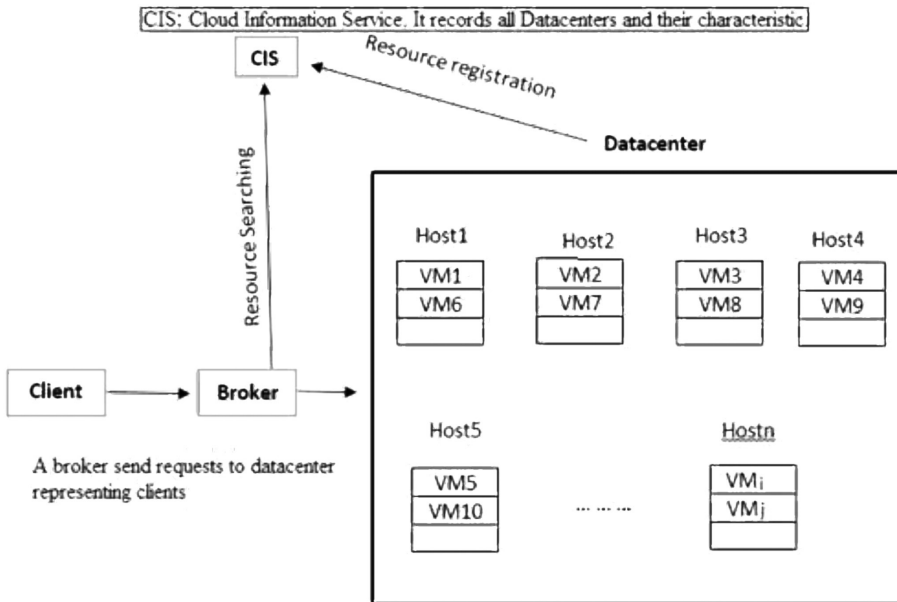 CIS: Cloud Information Service. It records all Datacenters and their characteristic.
CIS
Resource registration
Datacenter
Resource Searching
Host1
Host2
Host3
Host4
VM1
VM6
VM2
VM7
VM3
VM8
VM4
VM9
Client
Broker
A broker send requests to datacenter
representing clients
Host5
Hostn
VM5
VM10
... ... ...
VMi
VMj